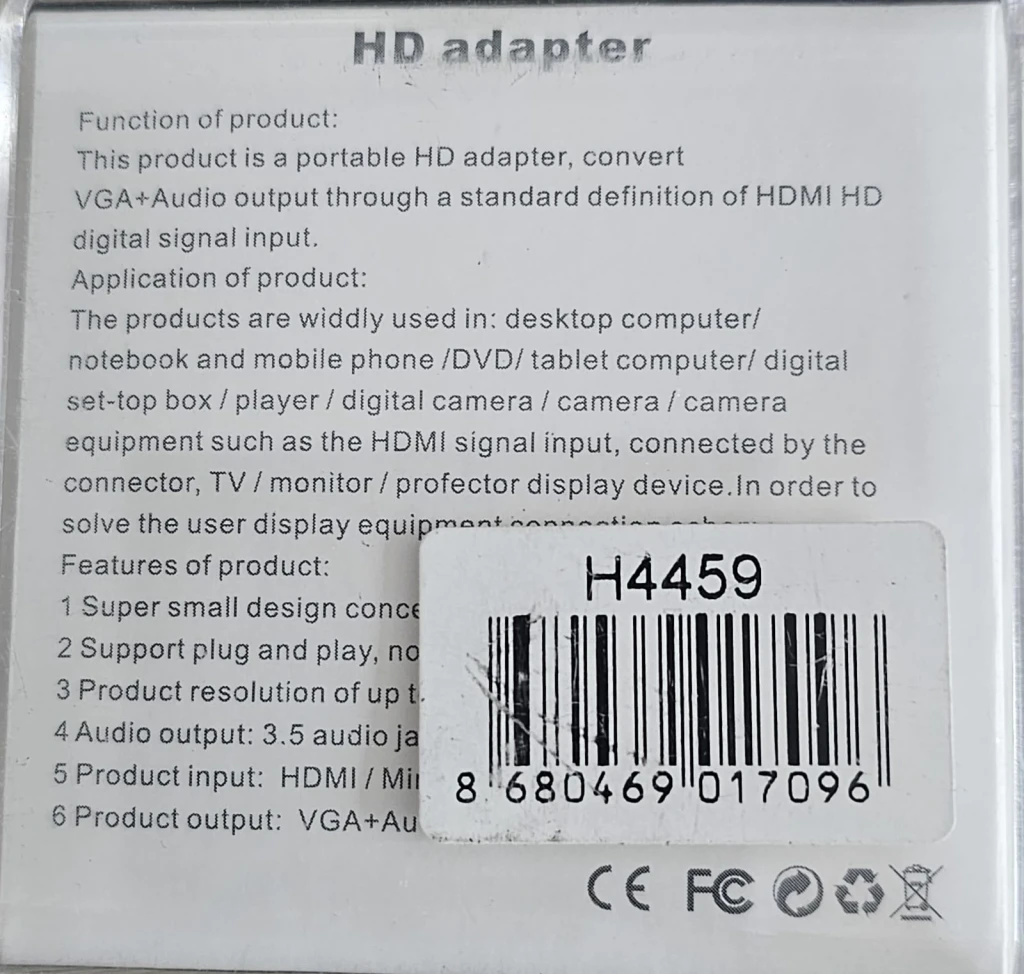 HD adapter
Function of product:
This product is a portable HD adapter, convert
VGA+Audio output through a standard definition of HDMI HD
digital signal input.
Application of product:
The products are widdly used in: desktop computer/
notebook and mobile phone /DVD/ tablet computer/ digital
set-top box / player / digital camera / camera / camera
equipment such as the HDMI signal input, connected by the
connector, TV / monitor / profector display device.In order to
solve the user display equipment connection
Features of product:
1 Super small design
2 Support plug and play, no
3 Product resolution of up
4 Audio output: 3.5 audio
5 Product input: HDMI /
6 Product output:
H4459
8 680469 017096
CE FC